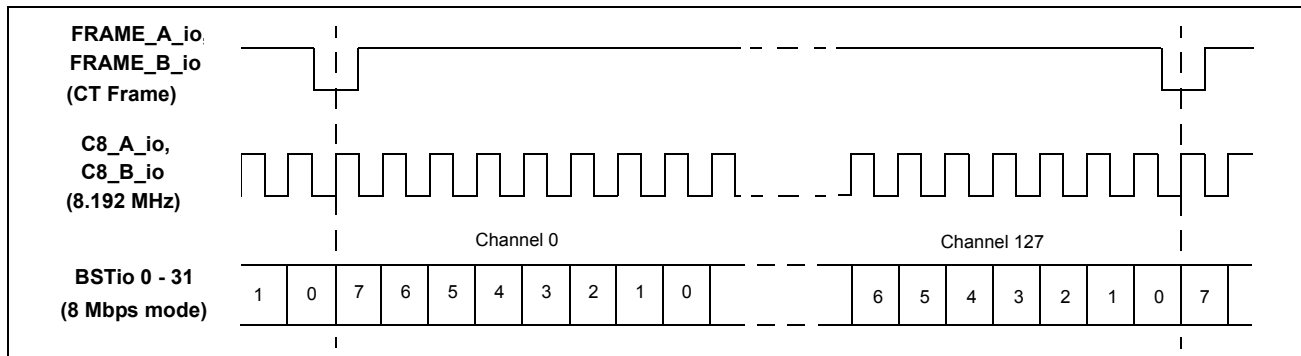 FRAME_A_io,
FRAME_B_io
(CT Frame)
C8_A_io,
C8_B_io
(8.192 MHz)
Channel 0
Channel 127
BSTio 0 - 31
(8 Mbps mode)
1 0 7 6 5 4 3 2 1 0 6 5 4 3 2 1 0 7